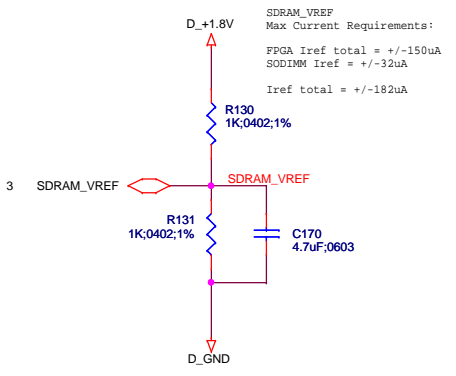 SDRAM_VREF
Max Current Requirements:
FPGA Iref total = +/-150uA
SODIMM Iref = +/-32uA
Iref total = +/-182uA
D_+1.8V
R130
1K;0402;1%
3 SDRAM_VREF
SDRAM_VREF
R131
1K;0402;1%
C170
4.7uF;0603
D_GND